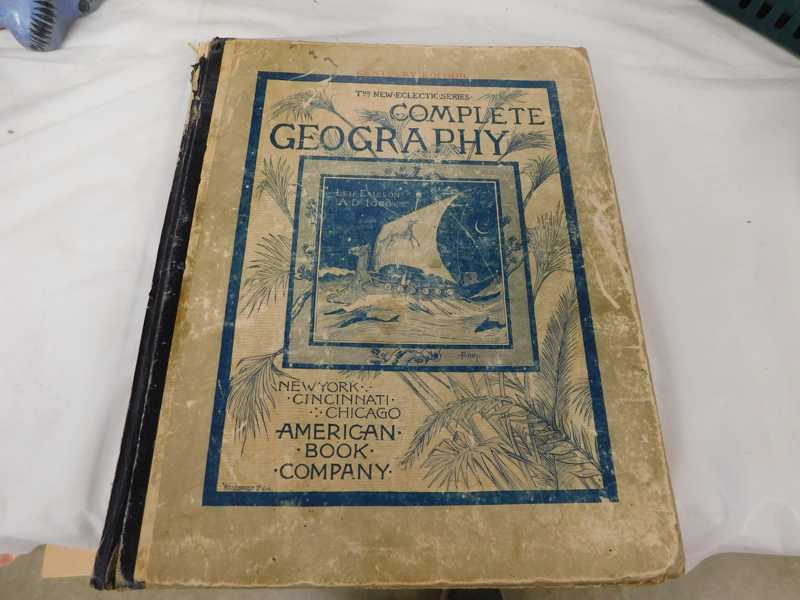 THE NEW ECLECTIC SERIES
COMPLETE
GEOGRAPHY
LEIF ERICSON
A.D. 1000
NEW YORK
CINCINNATI
CHICAGO
AMERICAN
BOOK
COMPANY